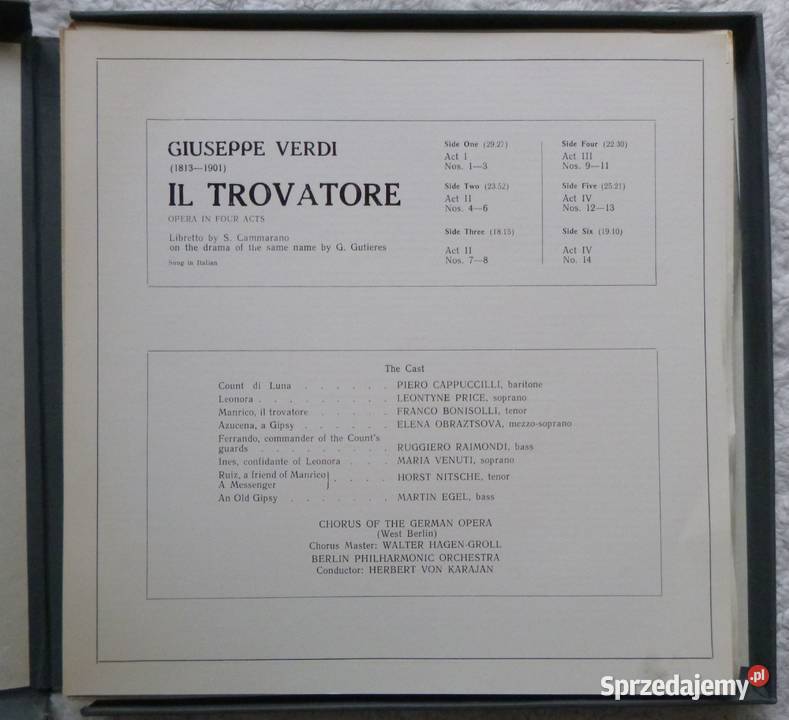 GIUSEPPE VERDI
(1813—1901)
IL TROVATORE
OPERA IN FOUR ACTS
Libretto by S. Cammarano
on the drama of the same name by G. Gutieres
Sung in Italian
Side One (29.27)
Act I
Nos. 1—3
Side Two (23.52)
Act II
Nos. 4—6
Side Three (18.15)
Act II
Nos. 7—8
Side Four (22.30)
Act III
Nos. 9—11
Side Five (25.21)
Act IV
Nos. 12—13
Side Six (19.10)
Act IV
No. 14
The Cast
Count di Luna . . . . . . PIERO CAPPUCCILLI, baritone
Leonora . . . . . . . . LEONTYNE PRICE, soprano
Manrico, il trovatore . . . . . FRANCO BONISOLLI, tenor
Azucena, a Gipsy . . . . . . ELENA OBRAZTSOVA, mezzo-soprano
Ferrando, commander of the Count's
guards . . . . . . . . . RUGGIERO RAIMONDI, bass
Ines, confidante of Leonora . . . MARIA VENUTI, soprano
Ruiz, a friend of Manrico
A Messenger } . . . . HORST NITSCHE, tenor
An Old Gipsy . . . . . . . MARTIN EGEL, bass
CHORUS OF THE GERMAN OPERA
(West Berlin)
Chorus Master: WALTER HAGEN-GROLL
BERLIN PHILHARMONIC ORCHESTRA
Conductor: HERBERT VON KARAJAN
Sprzedajemy.pl